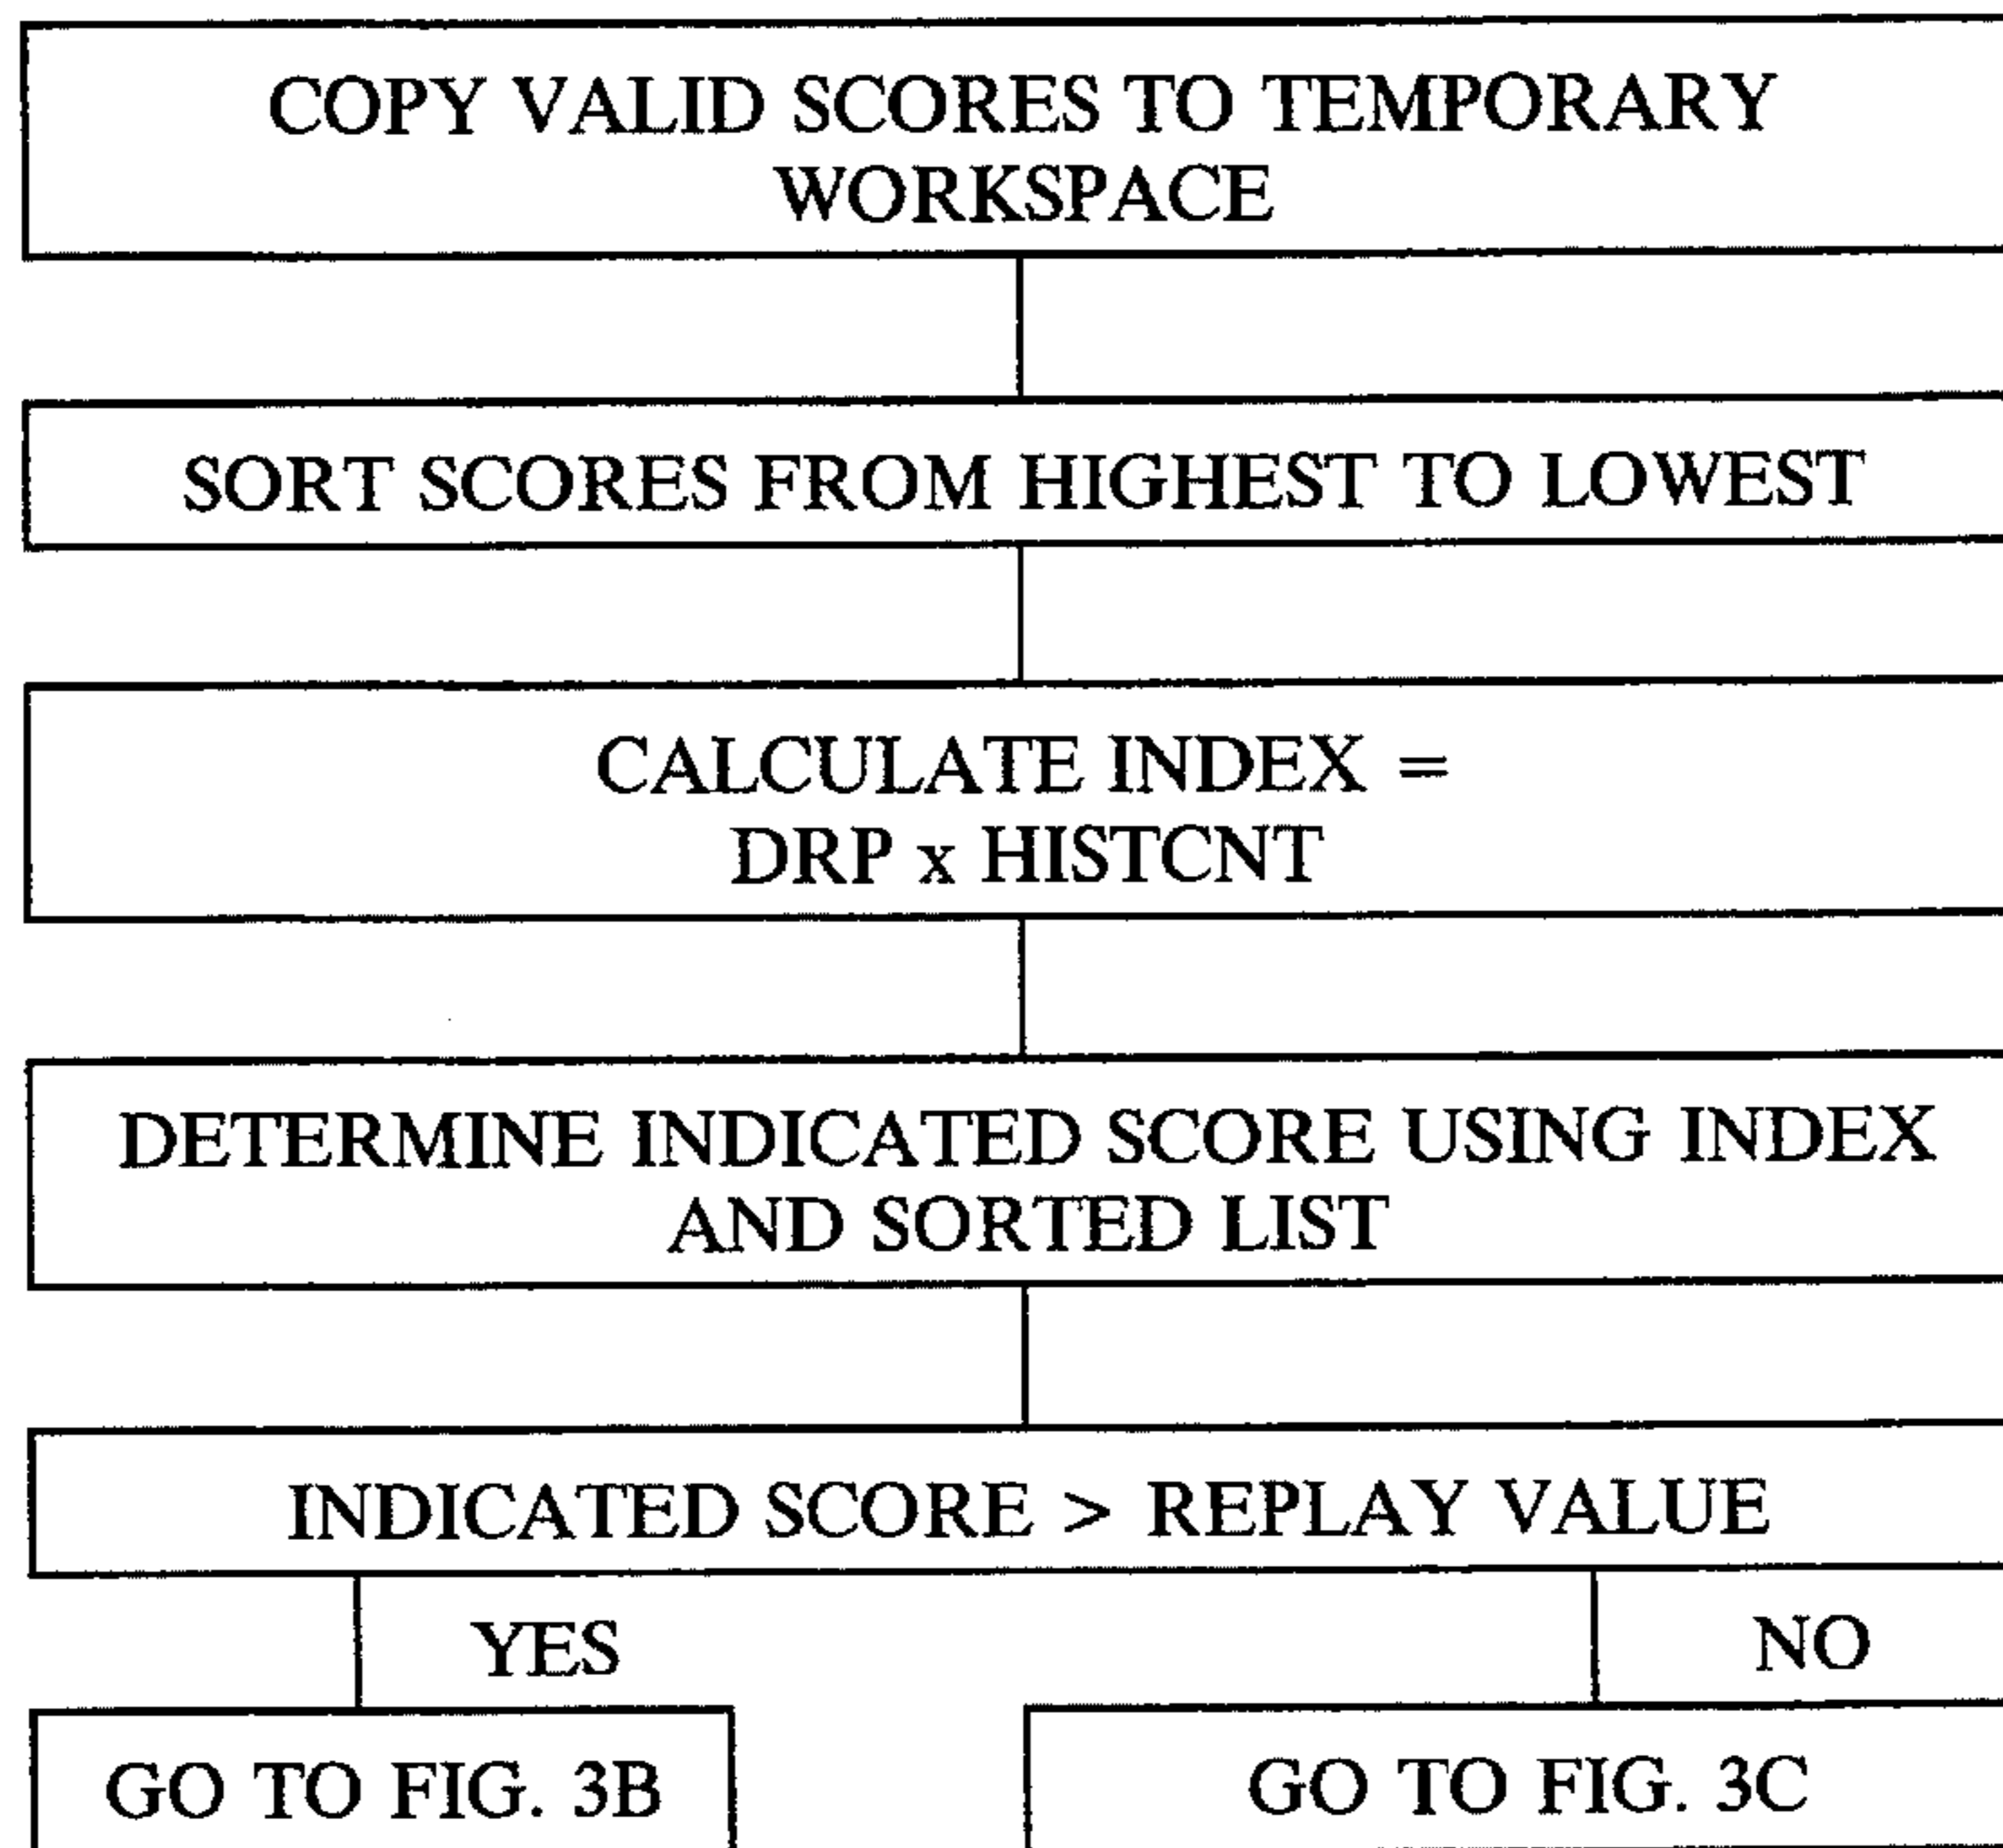 COPY VALID SCORES TO TEMPORARY
WORKSPACE
SORT SCORES FROM HIGHEST TO LOWEST
CALCULATE INDEX =
DRP x HISTCNT
DETERMINE INDICATED SCORE USING INDEX
AND SORTED LIST
INDICATED SCORE > REPLAY VALUE
YES
NO
GO TO FIG. 3B
GO TO FIG. 3C